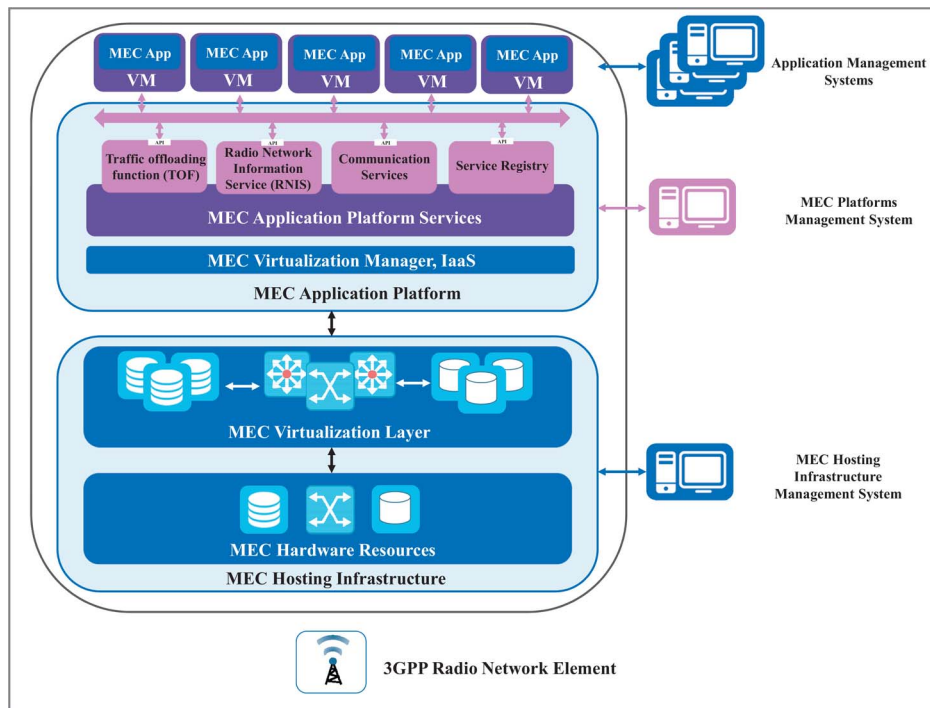 MEC App
VM
MEC App
VM
MEC App
VM
MEC App
VM
MEC App
VM
Application Management
Systems
API
API
API
API
Traffic offloading
function (TOF)
Radio Network
Information
Service (RNIS)
Communication
Services
Service Registry
MEC Application Platform Services
MEC Platforms
Management System
MEC Virtualization Manager, IaaS
MEC Application Platform
MEC Virtualization Layer
MEC Hosting
Infrastructure
Management System
MEC Hardware Resources
MEC Hosting Infrastructure
3GPP Radio Network Element